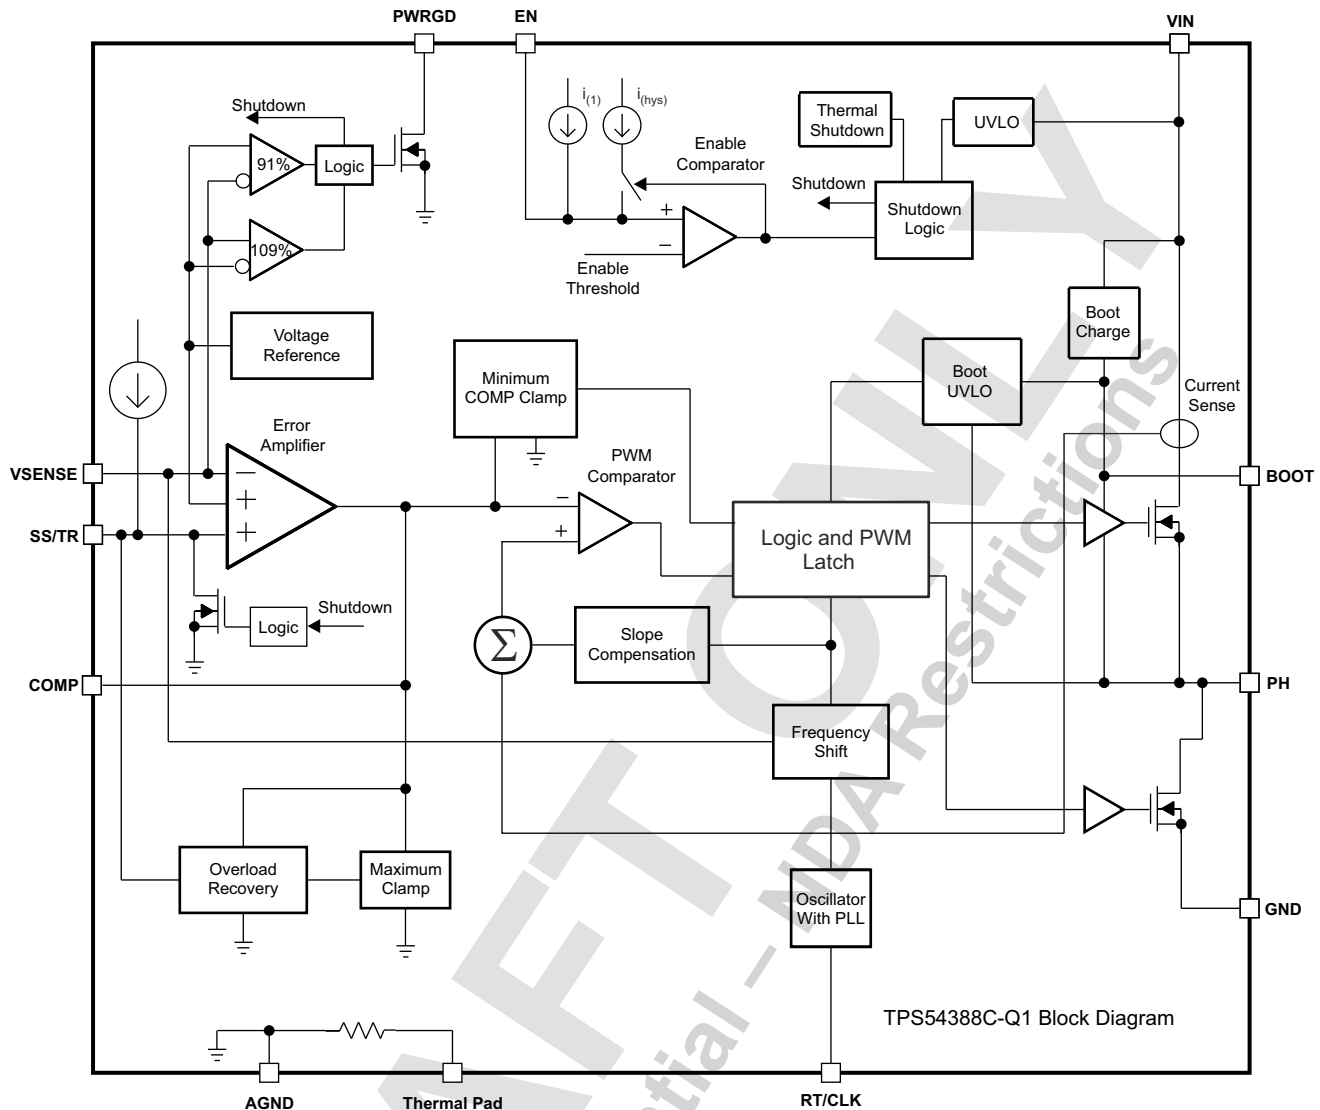 PWRGD
EN
VIN
Shutdown
i(1)
i(hys)
Thermal
Shutdown
UVLO
91%
Logic
Enable
Comparator
Shutdown
+
Shutdown
Logic
109%
−
Enable
Threshold
Voltage
Reference
Boot
Charge
Minimum
COMP Clamp
Boot
UVLO
Current
Sense
Error
Amplifier
PWM
Comparator
VSENSE
−
+
+
BOOT
SS/TR
−
+
Logic and PWM
Latch
Shutdown
Logic
Σ
Slope
Compensation
COMP
PH
Frequency
Shift
Overload
Recovery
Maximum
Clamp
Oscillator
With PLL
GND
TPS54388C-Q1 Block Diagram
AGND
Thermal Pad
RT/CLK
ONLY
NDA Restrictions